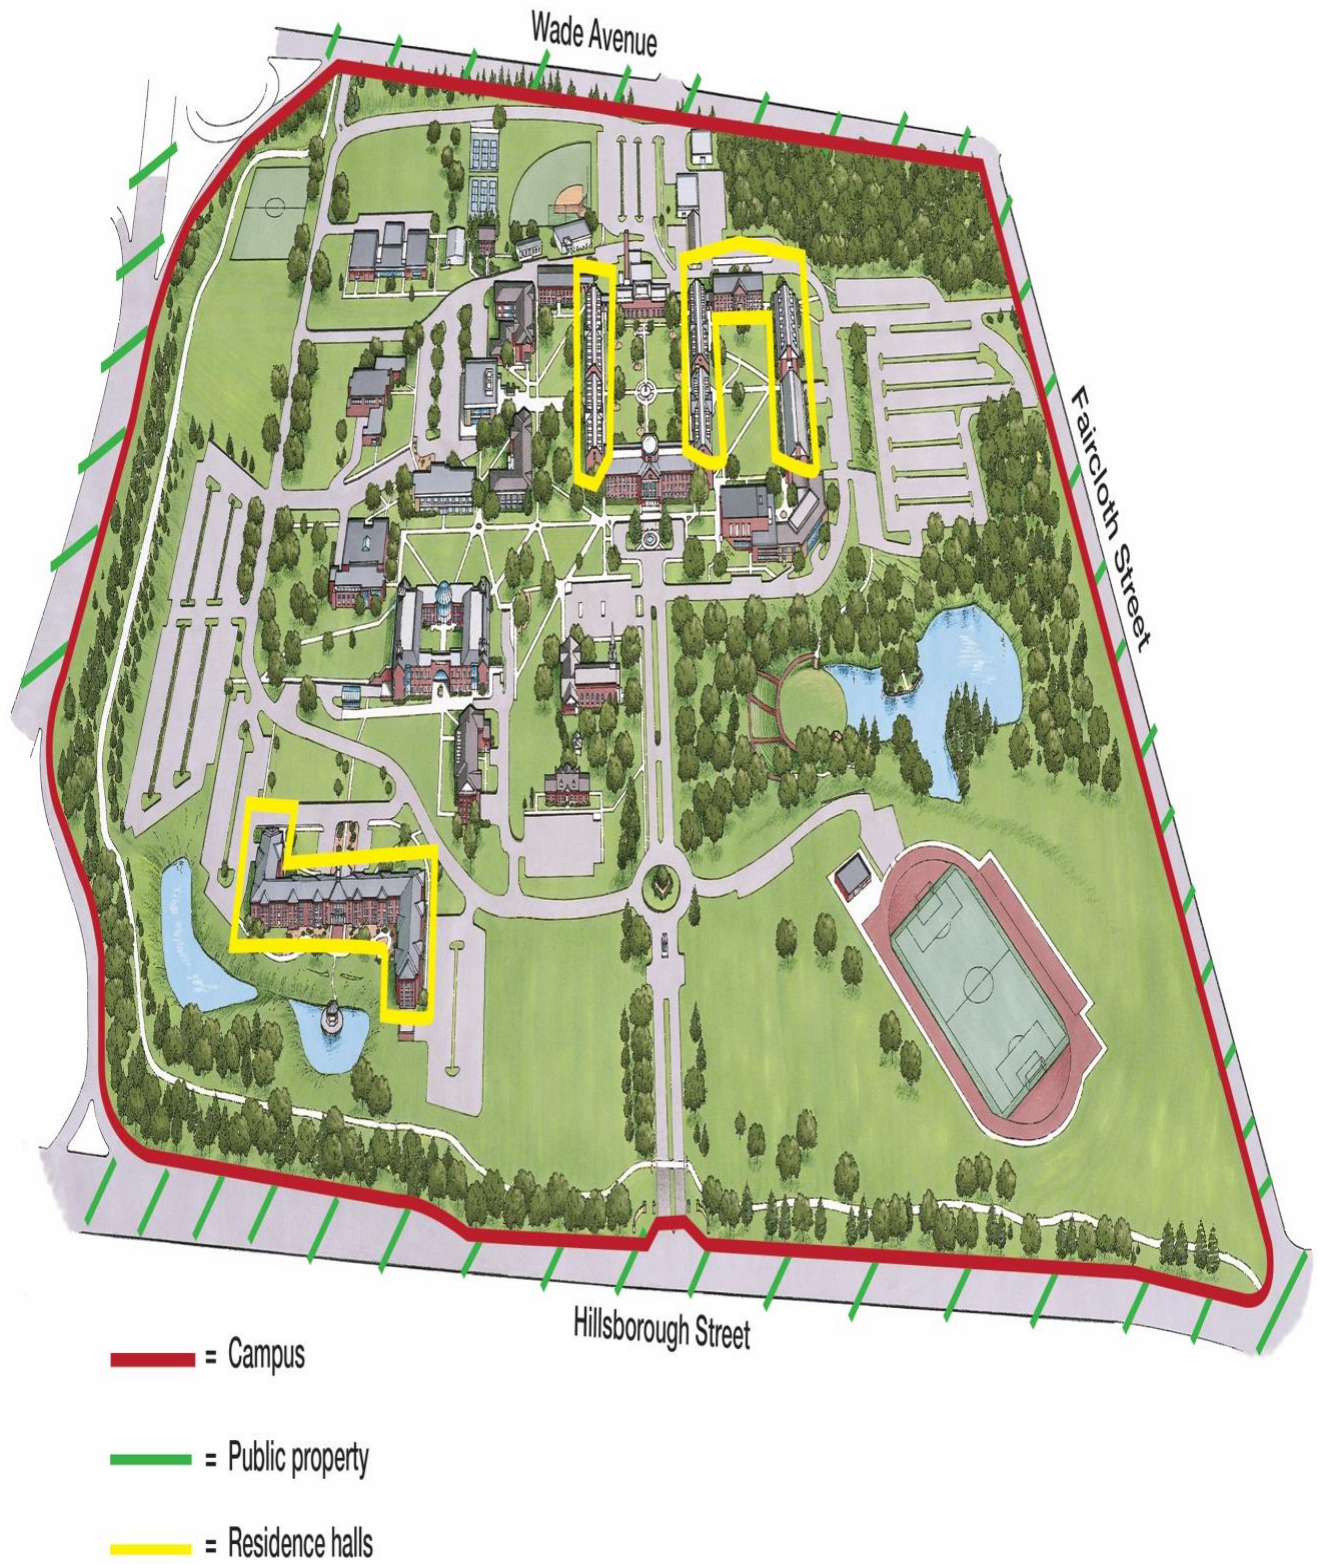 Wade Avenue
Faircloth Street
Hillsborough Street
= Campus
= Public property
= Residence halls